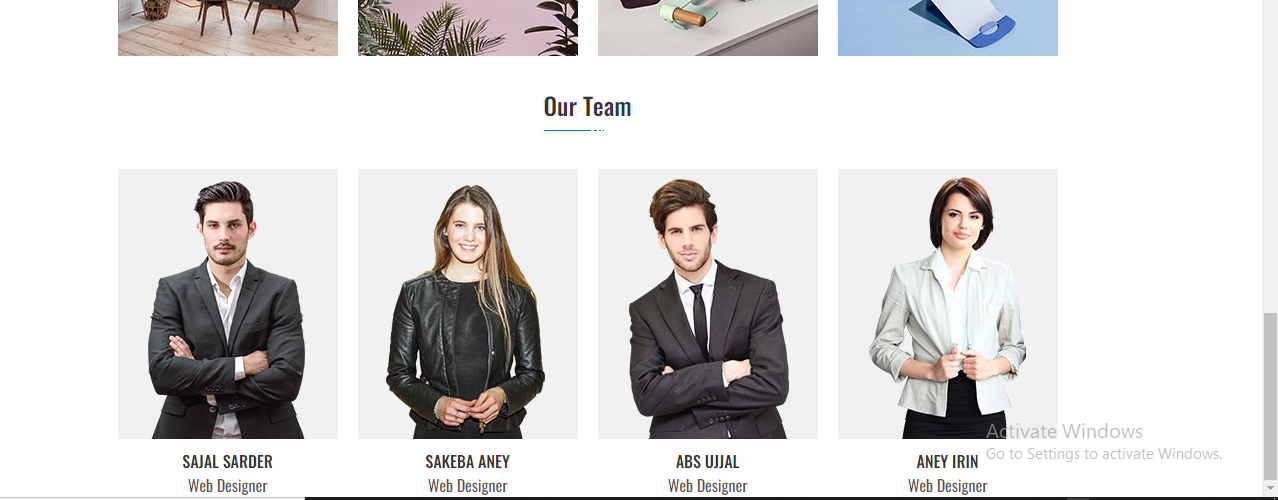 Our Team
SAJAL SARDER
SAKEBA ANEY
ABS UJJAL
ANEY IRIN
Web Designer
Web Designer
Web Designer
Web Designer
Activate Windows
Go to Settings to activate Windows.